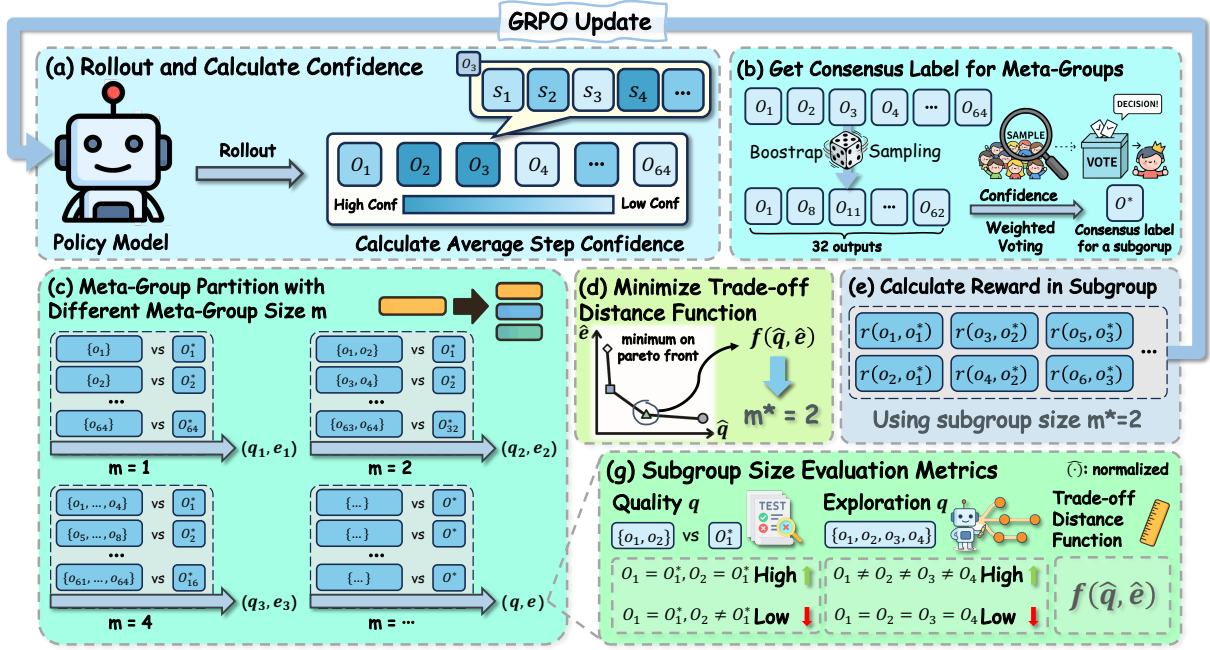 GRPO Update
(a) Rollout and Calculate Confidence
O₃
s₁ s₂ s₃ s₄ ...
Rollout
O₁ O₂ O₃ O₄ ... O₆₄
High Conf Low Conf
Policy Model
Calculate Average Step Confidence
(b) Get Consensus Label for Meta-Groups
O₁ O₂ O₃ O₄ ... O₆₄
Boostrap Sampling
O₁ O₈ O₁₁ ... O₆₂
32 outputs
SAMPLE
DECISION!
VOTE
Confidence
Weighted
Voting
O*
Consensus label
for a subgorup
(c) Meta-Group Partition with
Different Meta-Group Size m
{o₁} vs O₁*
{o₂} vs O₂*
...
{o₆₄} vs O₆₄*
(q₁, e₁)
m = 1
{o₁, o₂} vs O₁*
{o₃, o₄} vs O₂*
...
{o₆₃, o₆₄} vs O₃₂*
(q₂, e₂)
m = 2
{o₁, ..., o₄} vs O₁*
{o₅, ..., o₈} vs O₂*
...
{o₆₁, ..., o₆₄} vs O₁₆*
(q₃, e₃)
m = 4
{...} vs O*
{...} vs O*
...
{...} vs O*
(q, e)
m = ...
(d) Minimize Trade-off
Distance Function
ê
minimum on
pareto front
q̂
f(q̂, ê)
m* = 2
(e) Calculate Reward in Subgroup
r(o₁, o₁*) r(o₃, o₂*) r(o₅, o₃*)
...
r(o₂, o₁*) r(o₄, o₂*) r(o₆, o₃*)
Using subgroup size m*=2
(g) Subgroup Size Evaluation Metrics
(·)̂: normalized
Quality q
{o₁, o₂} vs O₁*
TEST
O₁ = O₁*, O₂ = O₁* High
O₁ = O₁*, O₂ ≠ O₁* Low
Exploration q
{o₁, o₂, o₃, o₄}
O₁ ≠ O₂ ≠ O₃ ≠ O₄ High
O₁ = O₂ = O₃ = O₄ Low
Trade-off
Distance
Function
f(q̂, ê)